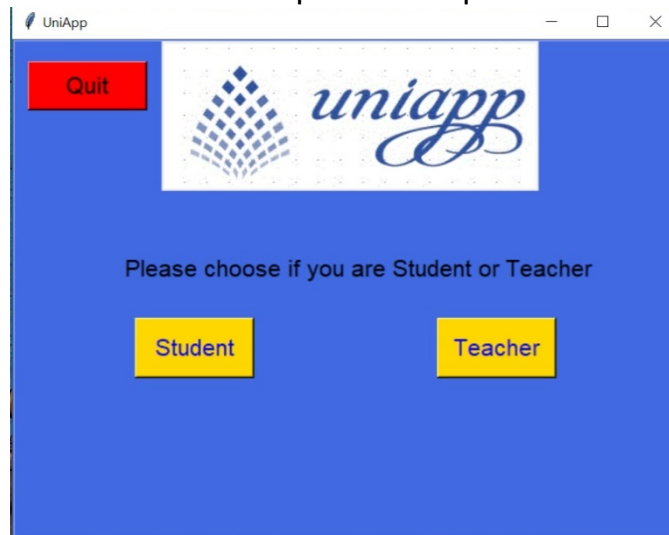 UniApp
Quit
uniapp
Please choose if you are Student or Teacher
Student
Teacher